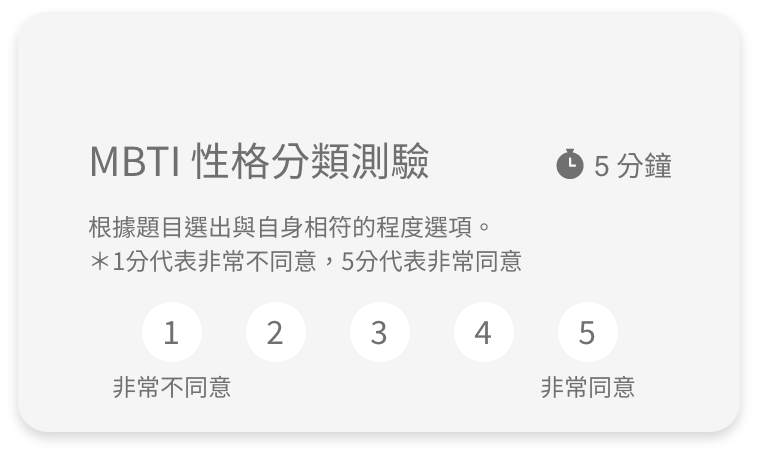 MBTI 性格分類測驗
5 分鐘
根據題目選出與自身相符的程度選項。
＊1分代表非常不同意，5分代表非常同意
1 2 3 4 5
非常不同意 非常同意